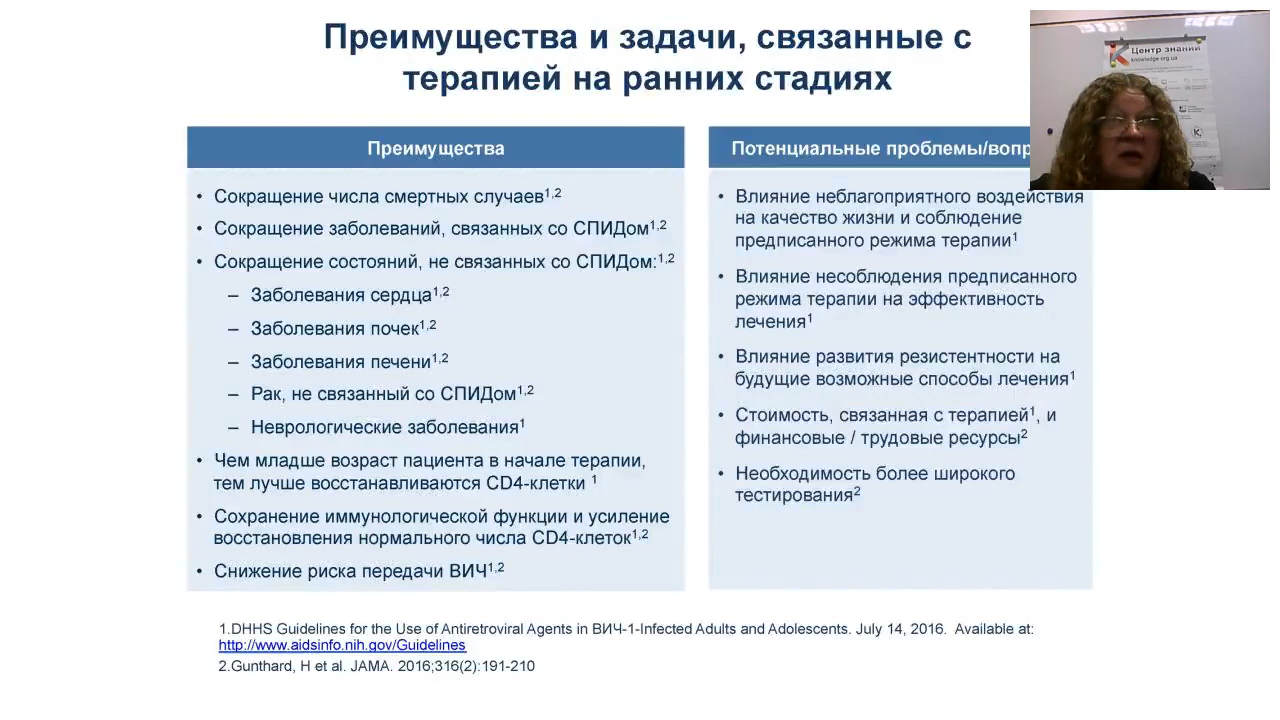 Преимущества и задачи, связанные с
терапией на ранних стадиях
Центр знаний
knowledge.org.ua
Преимущества
• Сокращение числа смертных случаев1,2
• Сокращение заболеваний, связанных со СПИДом1,2
• Сокращение состояний, не связанных со СПИДом:1,2
– Заболевания сердца1,2
– Заболевания почек1,2
– Заболевания печени1,2
– Рак, не связанный со СПИДом1,2
– Неврологические заболевания1
• Чем младше возраст пациента в начале терапии,
тем лучше восстанавливаются CD4-клетки 1
• Сохранение иммунологической функции и усиление
восстановления нормального числа CD4-клеток1,2
• Снижение риска передачи ВИЧ1,2
Потенциальные проблемы/вопр
• Влияние неблагоприятного воздействия
на качество жизни и соблюдение
предписанного режима терапии1
• Влияние несоблюдения предписанного
режима терапии на эффективность
лечения1
• Влияние развития резистентности на
будущие возможные способы лечения1
• Стоимость, связанная с терапией1, и
финансовые / трудовые ресурсы2
• Необходимость более широкого
тестирования2
1.DHHS Guidelines for the Use of Antiretroviral Agents in ВИЧ-1-Infected Adults and Adolescents. July 14, 2016. Available at:
http://www.aidsinfo.nih.gov/Guidelines
2.Gunthard, H et al. JAMA. 2016;316(2):191-210